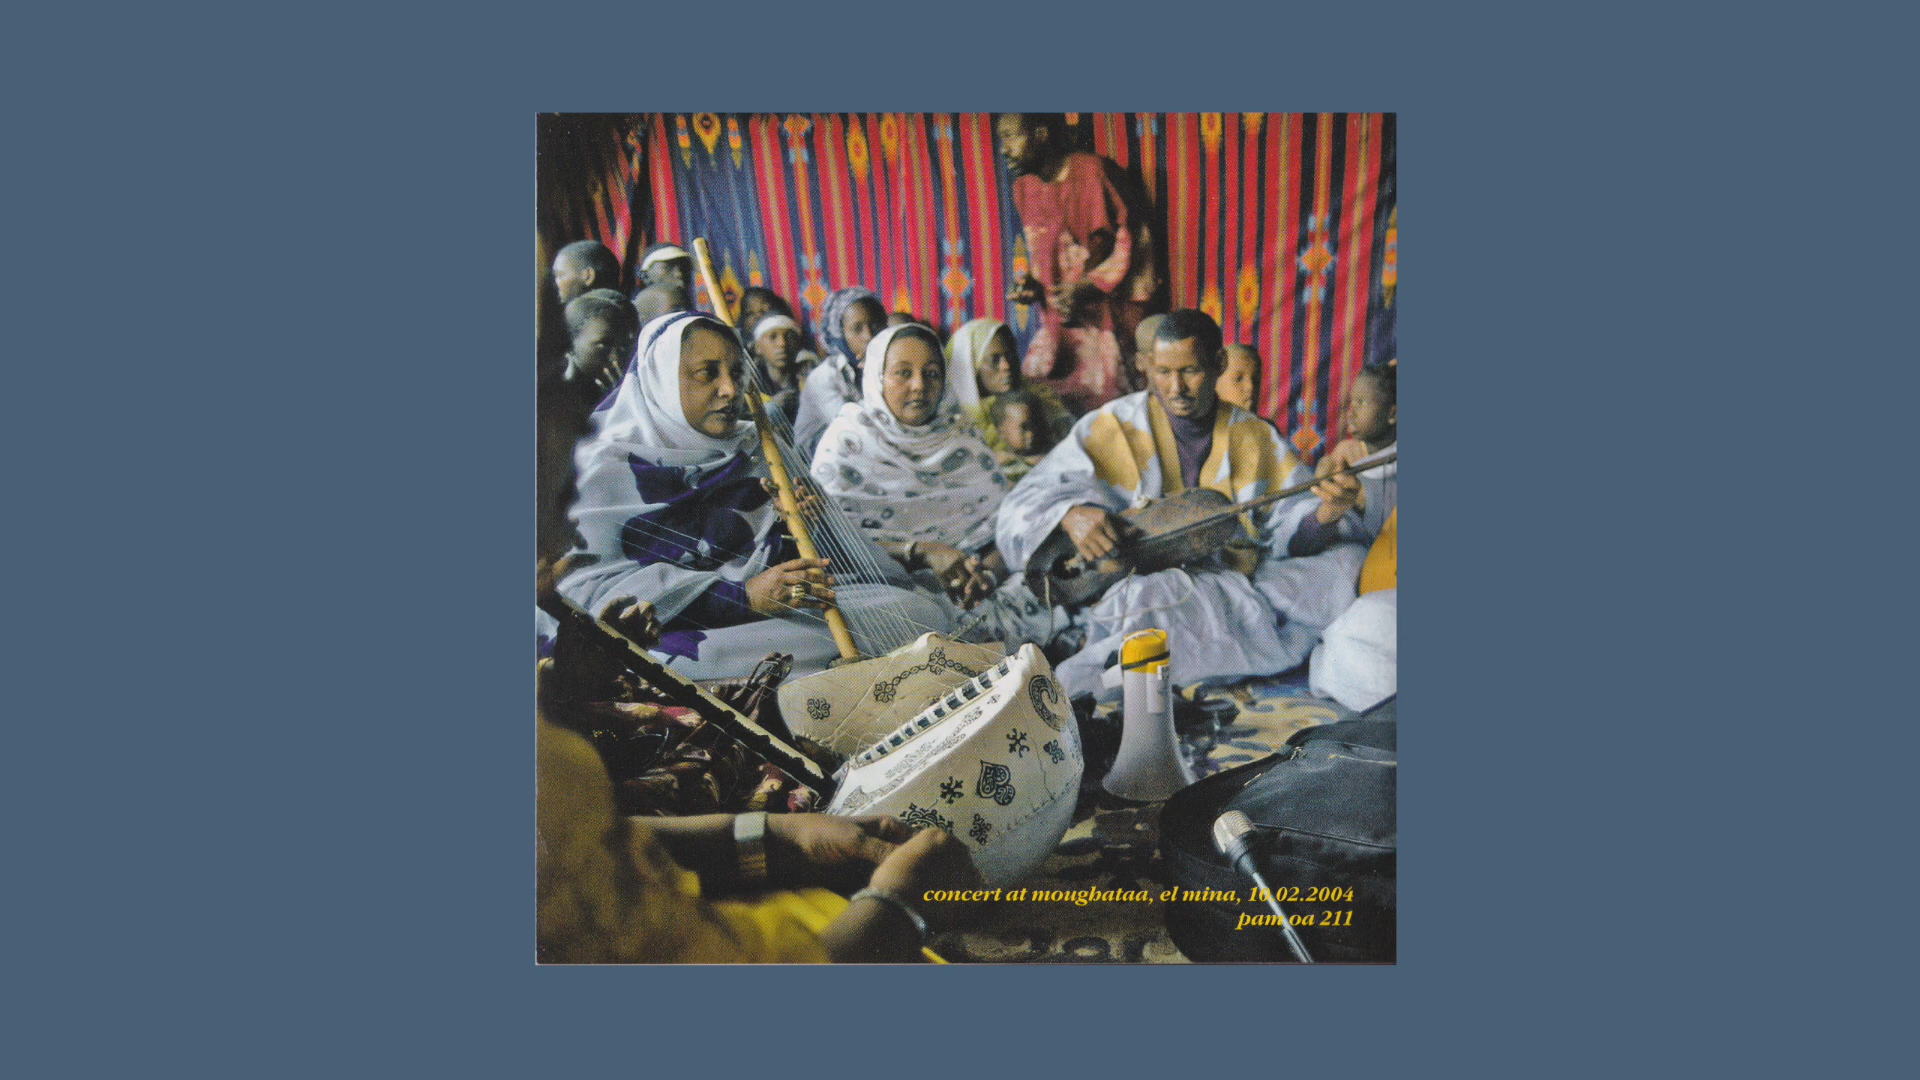 concert at moughataa, el mina, 10.02.2004
pam oa 211